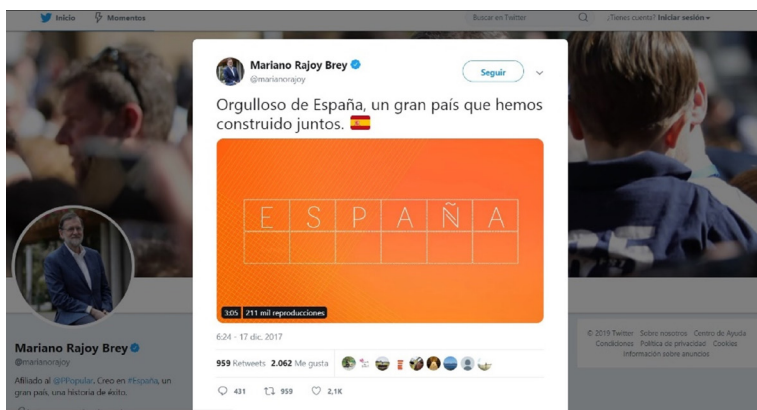 Inicio
Momentos
Buscar en Twitter
¿Tienes cuenta? Iniciar sesión
Mariano Rajoy Brey
@marianorajoy
Seguir
Orgulloso de España, un gran país que hemos
construido juntos.
E S P A Ñ A
3:05 211 mil reproducciones
6:24 - 17 dic. 2017
959 Retweets 2.062 Me gusta
431 959 2,1K
Mariano Rajoy Brey
@marianorajoy
Afiliado al @PPopular. Creo en #España, un
gran país, una historia de éxito.
© 2019 Twitter Sobre nosotros Centro de Ayuda
Condiciones Política de privacidad Cookies
Información sobre anuncios